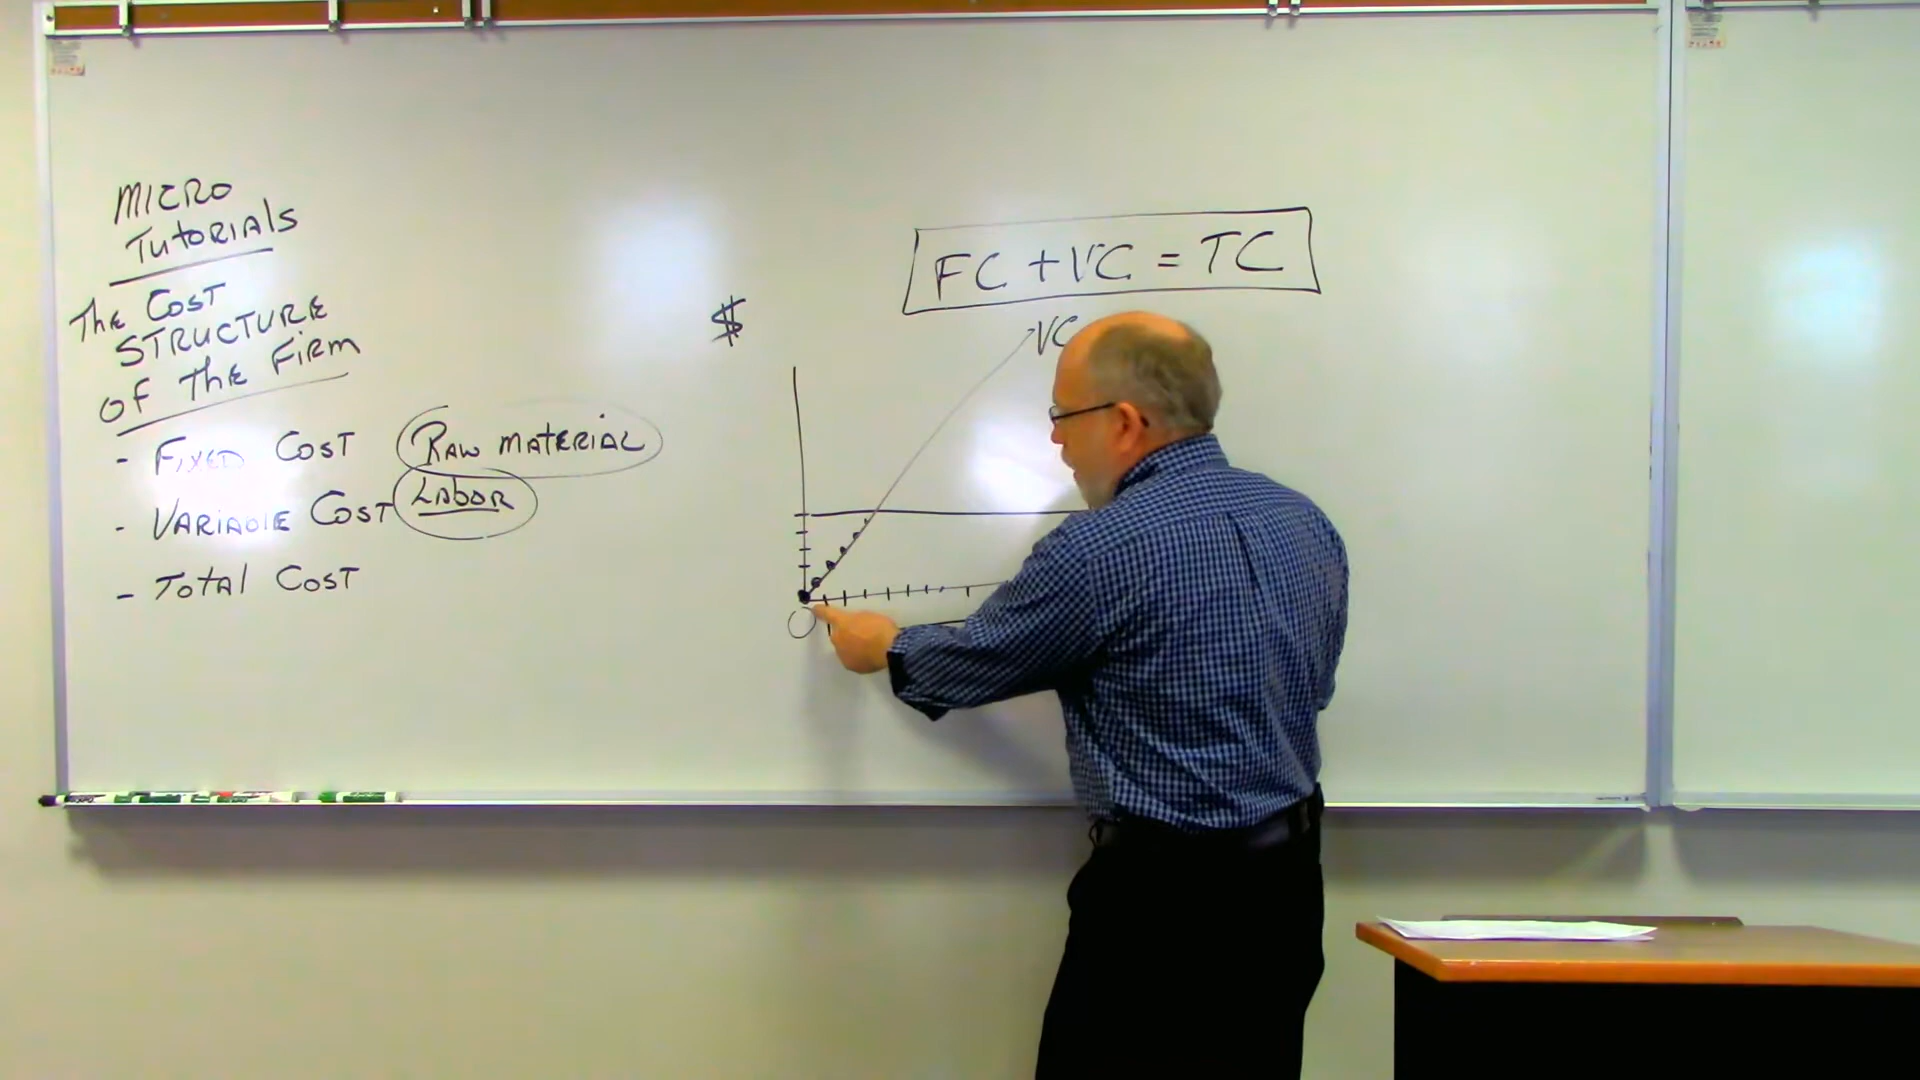 MICRO
TUTORIALS
THE COST
STRUCTURE
OF THE FIRM
- FIXED COST
RAW MATERIAL
- VARIABLE COST
LABOR
- TOTAL COST
FC + VC = TC
$
VC
0